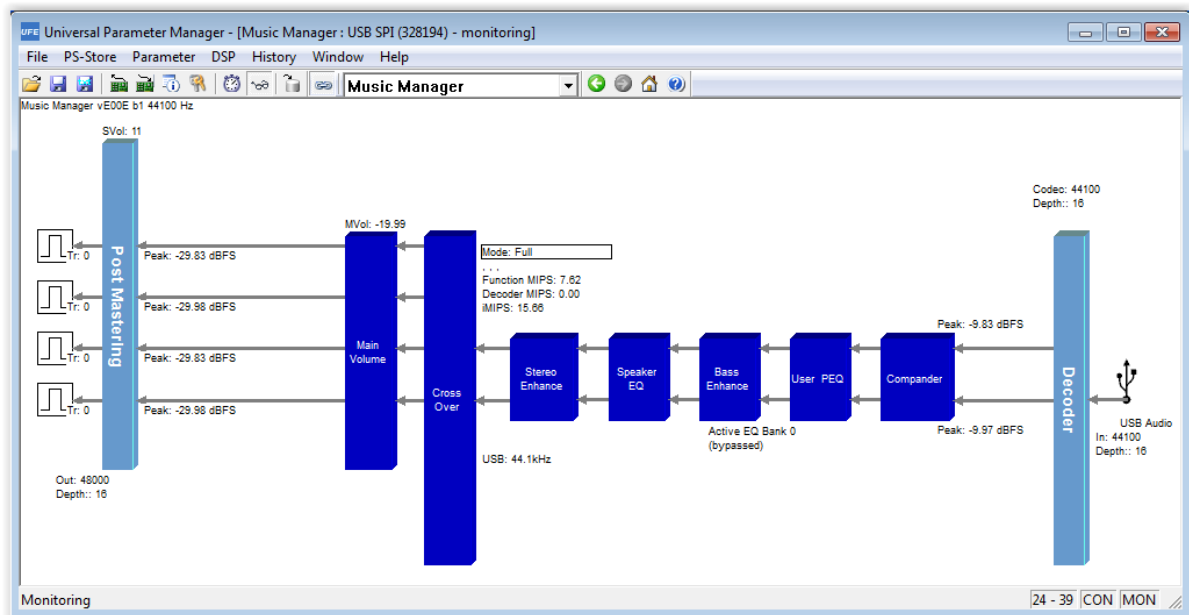 UFE Universal Parameter Manager - [Music Manager : USB SPI (328194) - monitoring]
File PS-Store Parameter DSP History Window Help
Music Manager
Music Manager vE00E b1 44100 Hz
SVol: 11
Post Mastering
Tr: 0
Tr: 0
Tr: 0
Tr: 0
Out: 48000
Depth:: 16
Peak: -29.83 dBFS
Peak: -29.98 dBFS
Peak: -29.83 dBFS
Peak: -29.98 dBFS
MVol: -19.99
Main
Volume
Cross
Over
Mode: Full
. . .
Function MIPS: 7.62
Decoder MIPS: 0.00
iMIPS: 15.66
USB: 44.1kHz
Stereo
Enhance
Speaker
EQ
Bass
Enhance
Active EQ Bank 0
(bypassed)
User PEQ
Compander
Peak: -9.83 dBFS
Peak: -9.97 dBFS
Codec: 44100
Depth:: 16
Decoder
USB Audio
In: 44100
Depth:: 16
Monitoring
24 - 39 CON MON